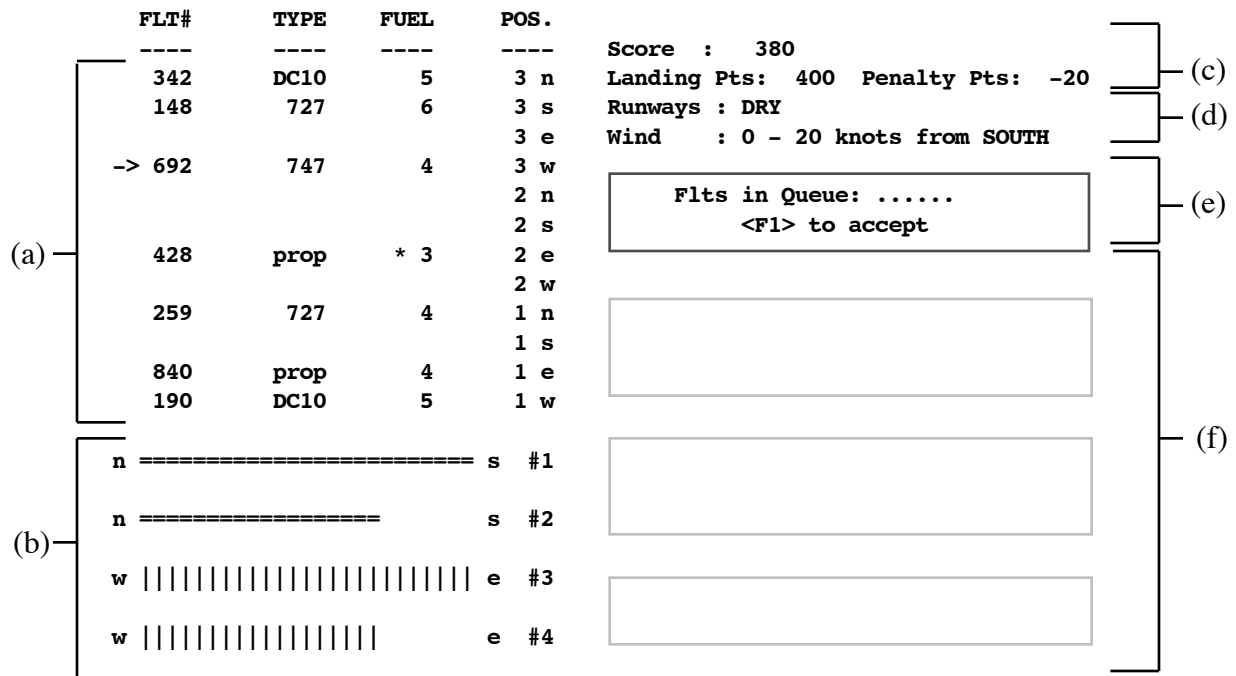 FLT# TYPE FUEL POS.
---- ---- ---- ----
342 DC10 5 3 n
148 727 6 3 s
3 e
-> 692 747 4 3 w
2 n
2 s
428 prop * 3 2 e
2 w
259 727 4 1 n
1 s
840 prop 4 1 e
190 DC10 5 1 w
(a)
n ========================= s #1
n ================== s #2
w ||||||||||||||||||||||||| e #3
w |||||||||||||||||| e #4
(b)
Score : 380
Landing Pts: 400 Penalty Pts: -20
(c)
Runways : DRY
Wind : 0 - 20 knots from SOUTH
(d)
Flts in Queue: ......
<F1> to accept
(e)
(f)